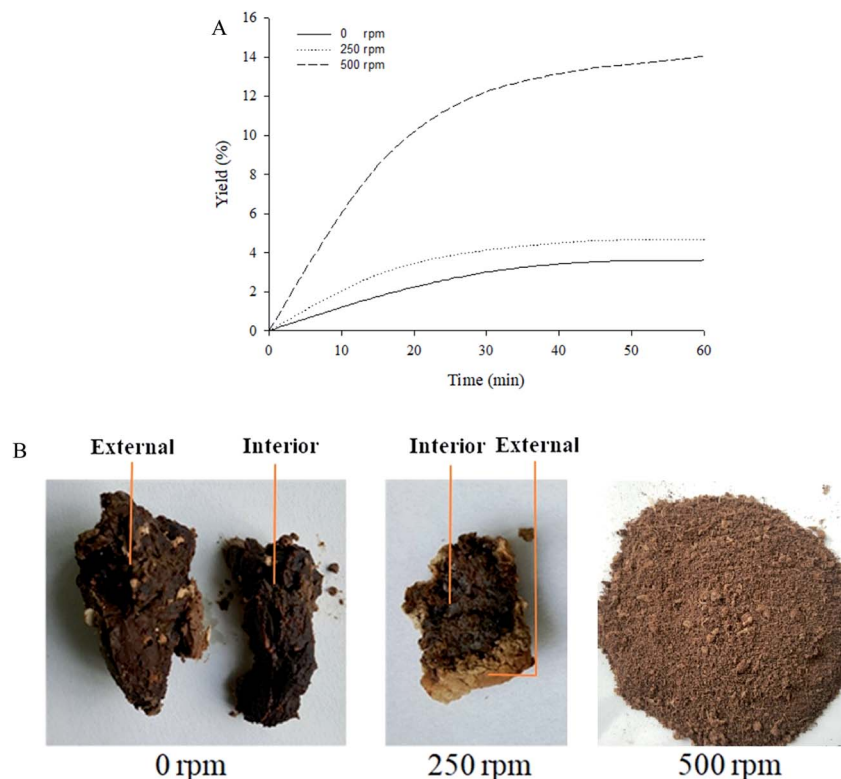 A
16
14
12
10
8
6
4
2
0
Yield (%)
0 rpm
250 rpm
500 rpm
0 10 20 30 40 50 60
Time (min)
B
External Interior Interior External
0 rpm 250 rpm 500 rpm